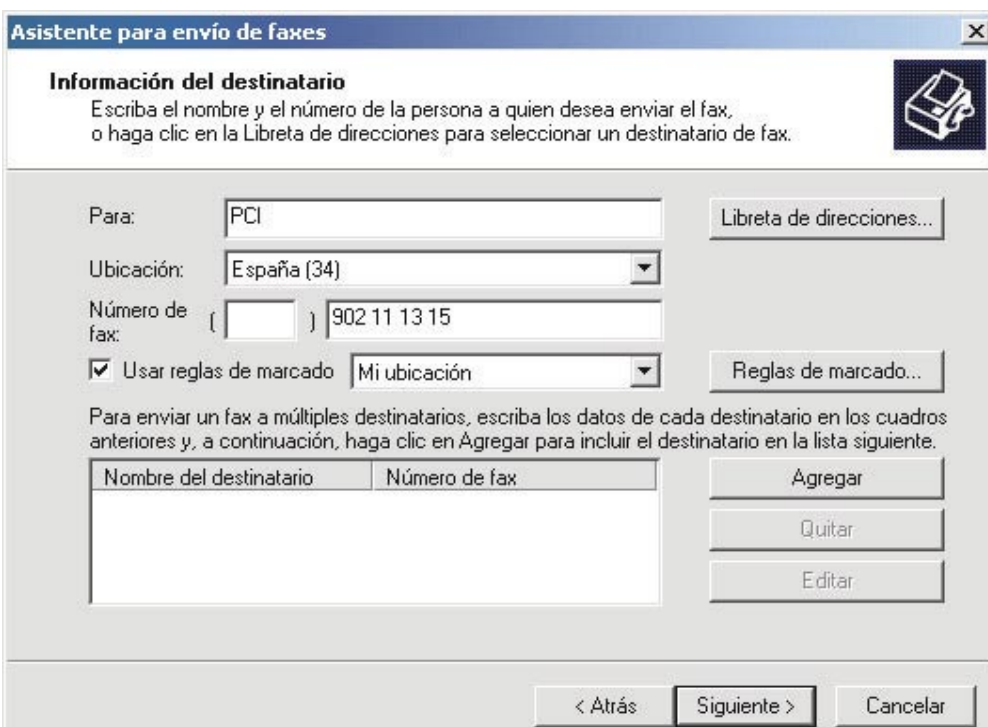 Asistente para envío de faxes
Información del destinatario
Escriba el nombre y el número de la persona a quien desea enviar el fax,
o haga clic en la Libreta de direcciones para seleccionar un destinatario de fax.
Para: PCI Libreta de direcciones...
Ubicación: España (34)
Número de fax: ( ) 902 11 13 15
Usar reglas de marcado Mi ubicación Reglas de marcado...
Para enviar un fax a múltiples destinatarios, escriba los datos de cada destinatario en los cuadros
anteriores y, a continuación, haga clic en Agregar para incluir el destinatario en la lista siguiente.
Nombre del destinatario Número de fax Agregar
Quitar
Editar
< Atrás Siguiente > Cancelar